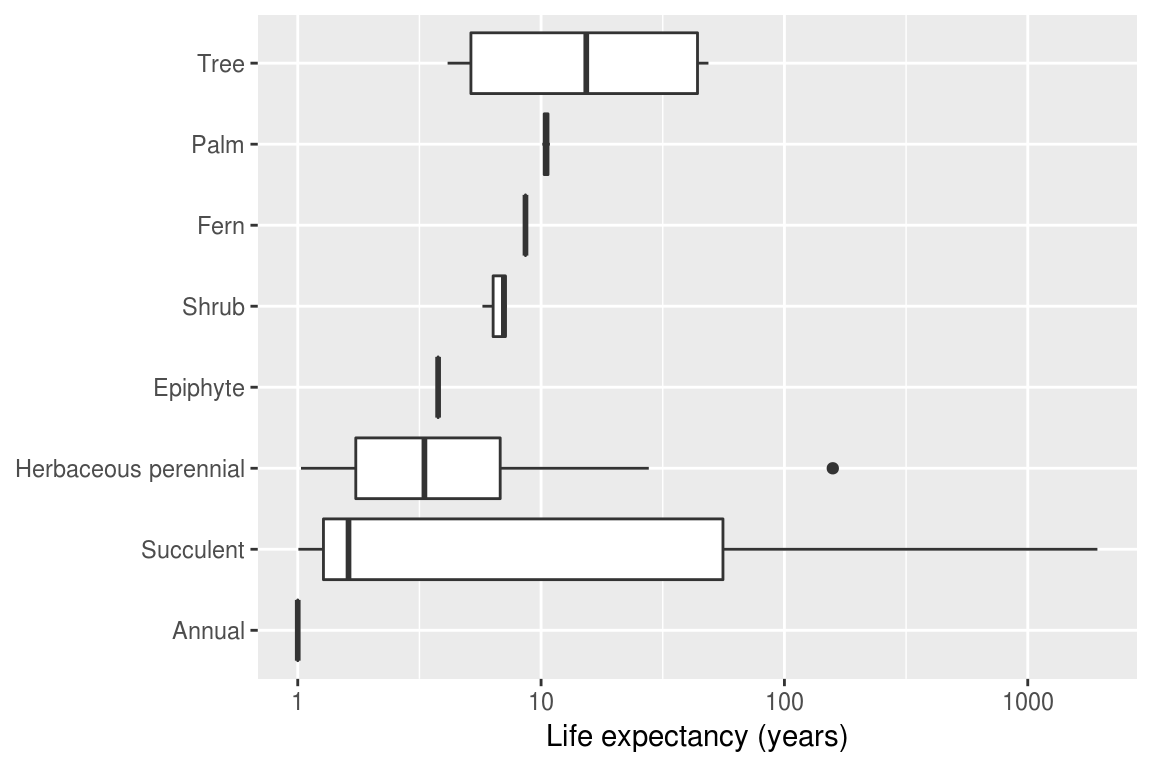 Tree
Palm
Fern
Shrub
Epiphyte
Herbaceous perennial
Succulent
Annual
1 10 100 1000
Life expectancy (years)